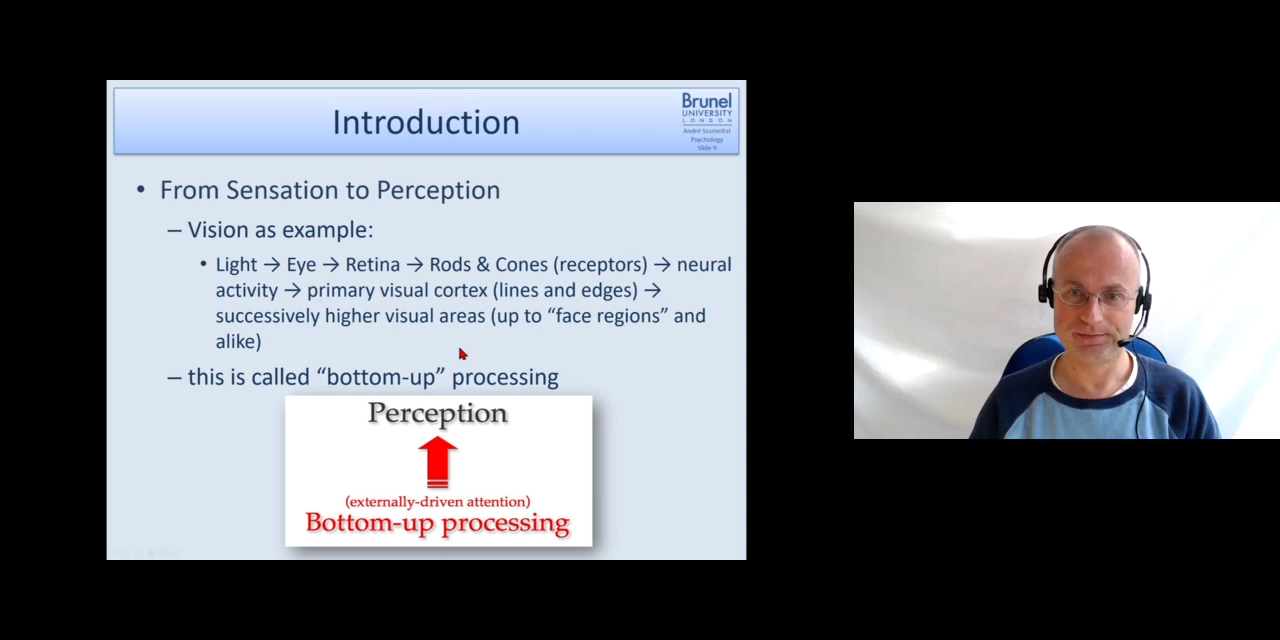 Introduction
Brunel
UNIVERSITY
LONDON
André Szameitat
Psychology
Slide 9
• From Sensation to Perception
– Vision as example:
• Light → Eye → Retina → Rods & Cones (receptors) → neural
activity → primary visual cortex (lines and edges) →
successively higher visual areas (up to “face regions” and
alike)
– this is called “bottom-up” processing
Perception
(externally-driven attention)
Bottom-up processing